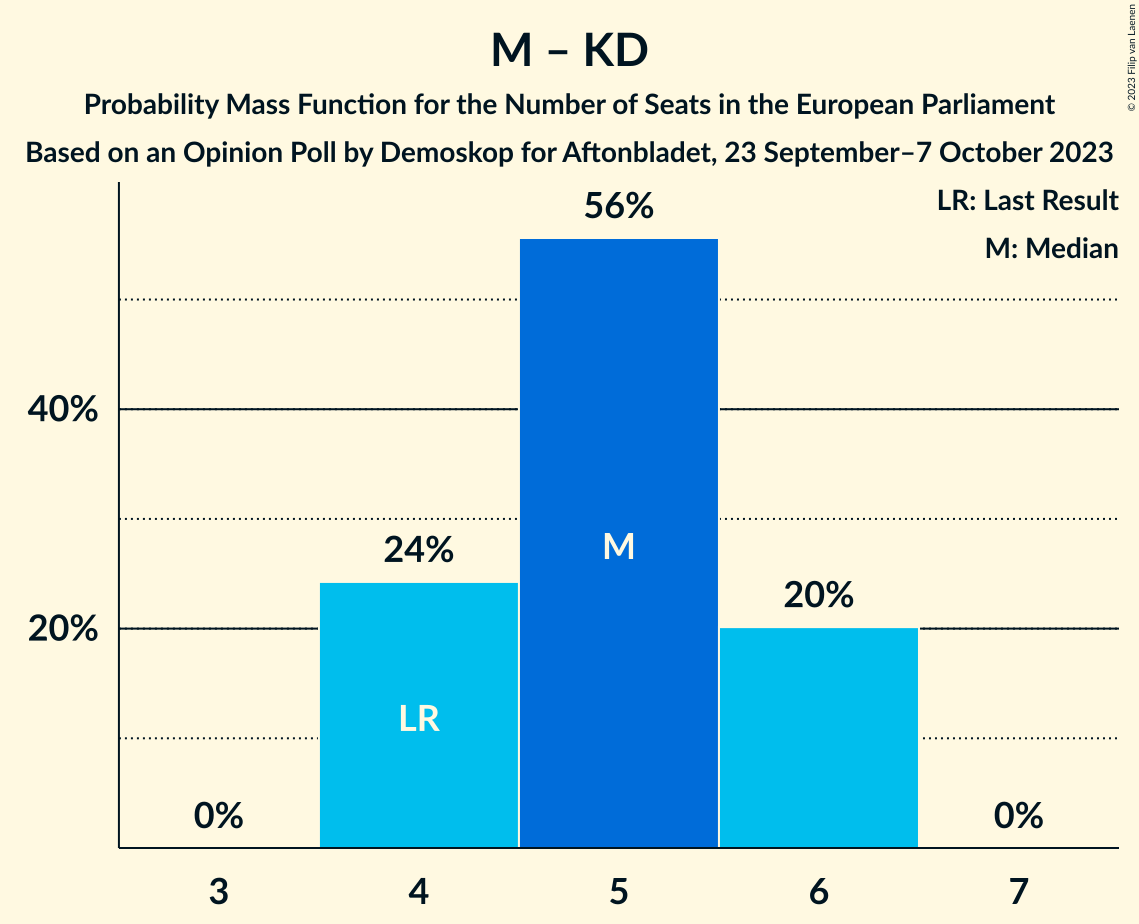 M – KD
Probability Mass Function for the Number of Seats in the European Parliament
Based on an Opinion Poll by Demoskop for Aftonbladet, 23 September–7 October 2023
© 2023 Filip van Laenen
LR: Last Result
M: Median
56%
40%
M
24%
20%
20%
LR
0%
0%
3 4 5 6 7